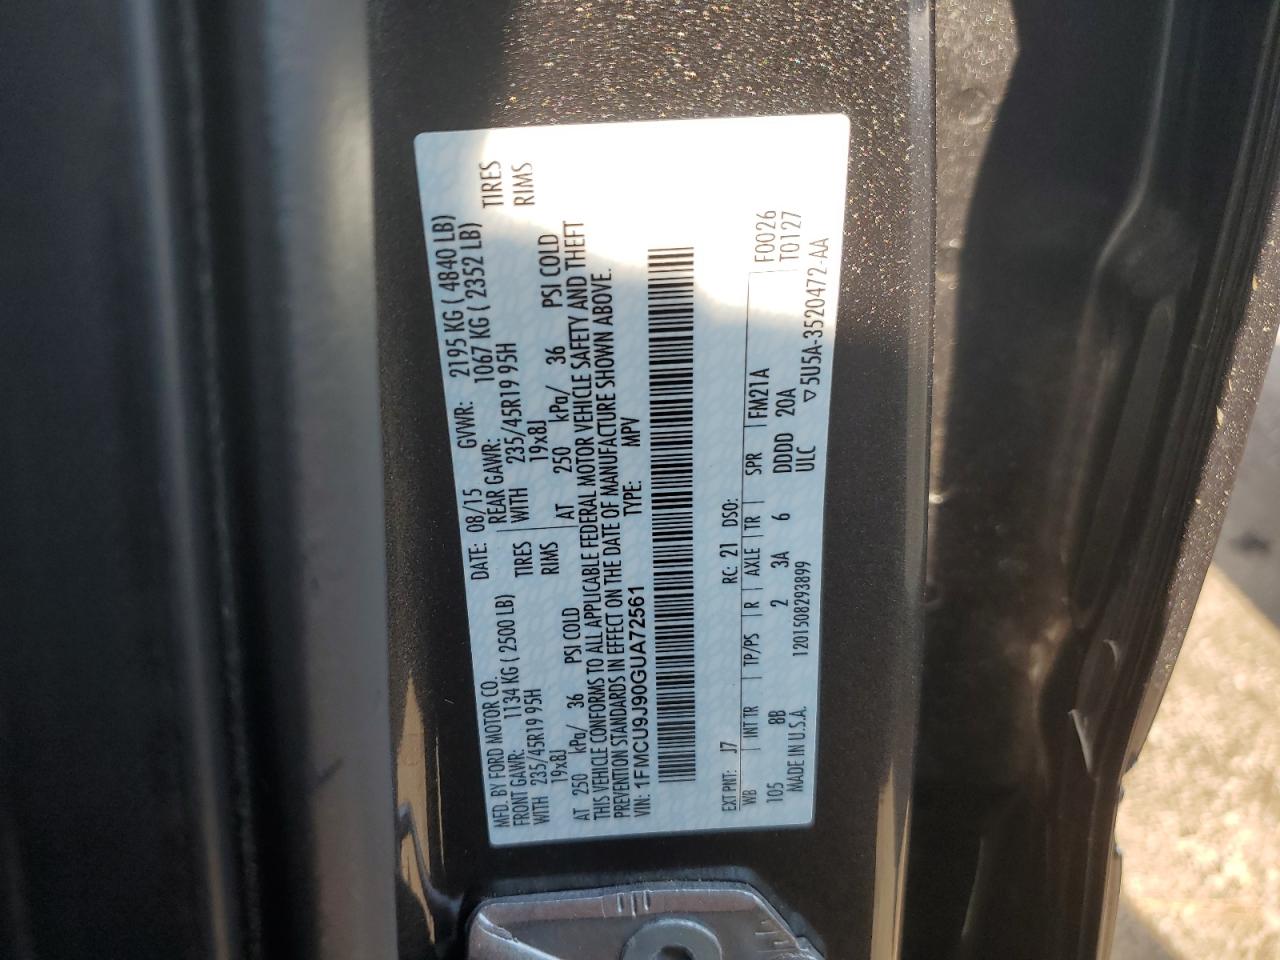 MFD. BY FORD MOTOR CO. DATE: 08/15 GVWR: 2195 KG ( 4840 LB)
FRONT GAWR: 1134 KG ( 2500 LB) REAR GAWR: 1067 KG ( 2352 LB)
WITH 235/45R19 95H TIRES WITH 235/45R19 95H TIRES
19x8J RIMS 19x8J RIMS
AT 250 kPa/ 36 PSI COLD AT 250 kPa/ 36 PSI COLD
THIS VEHICLE CONFORMS TO ALL APPLICABLE FEDERAL MOTOR VEHICLE SAFETY AND THEFT
PREVENTION STANDARDS IN EFFECT ON THE DATE OF MANUFACTURE SHOWN ABOVE.
VIN: 1FMCU9J90GUA72561 TYPE: MPV
EXT PNT: J7 RC: 21 DSO:
WB INT TR TP/PS R AXLE TR SPR FM21A F0026
105 8B 2 3A 6 DDDD 20A T0127
MADE IN U.S.A. 1201508293899 ULC ▽5U5A-3520472-AA